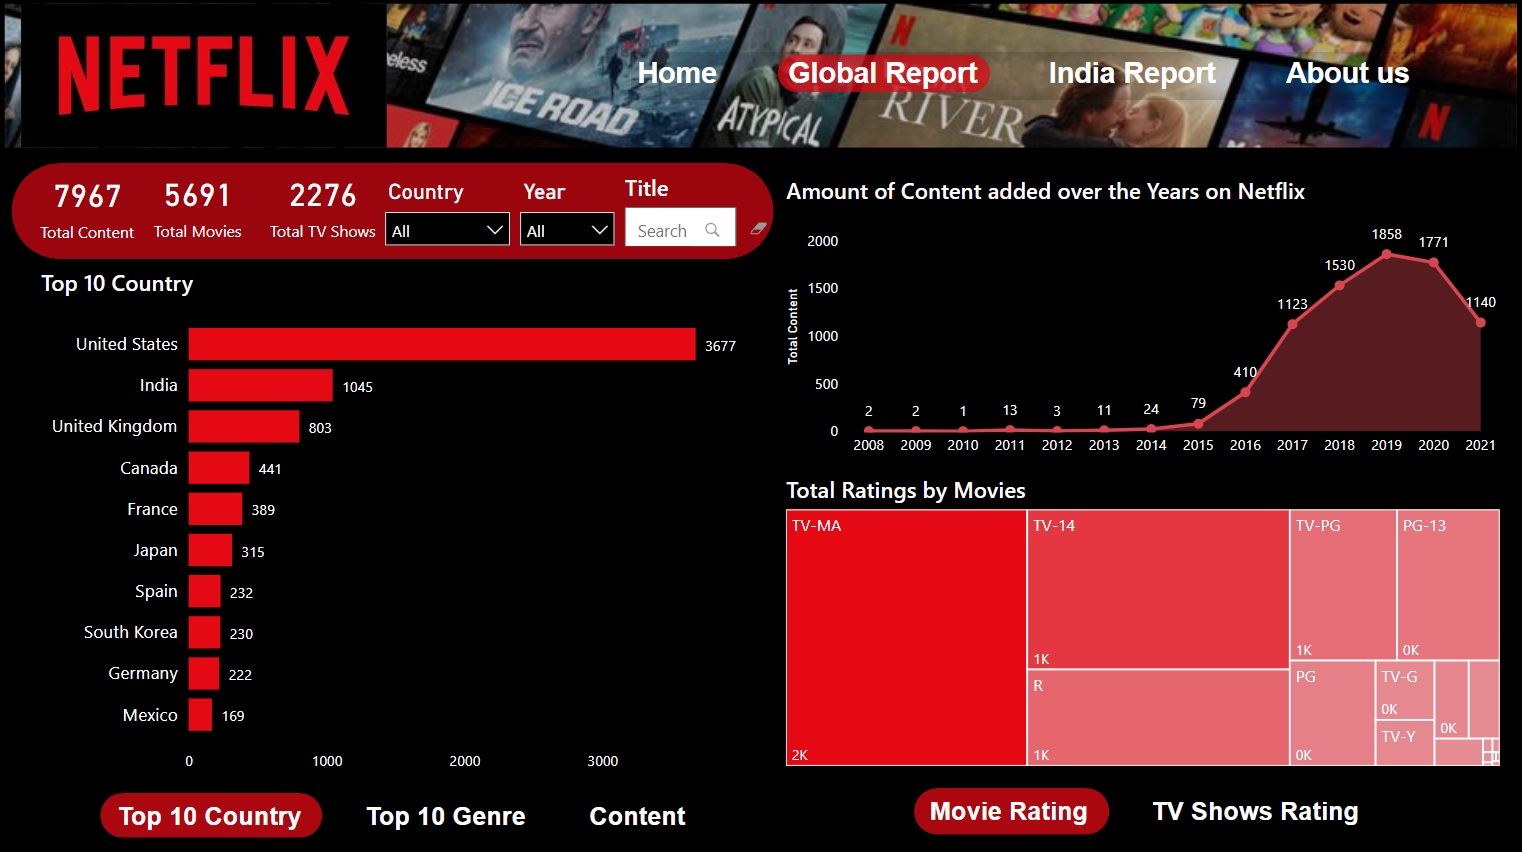 NETFLIX
eless
ICE ROAD
ATYPICAL
RIVER
N
N
Home
Global Report
India Report
About us
7967
Total Content
5691
Total Movies
2276
Total TV Shows
Country
All
Year
All
Title
Search
Top 10 Country
United States 3677
India 1045
United Kingdom 803
Canada 441
France 389
Japan 315
Spain 232
South Korea 230
Germany 222
Mexico 169
0 1000 2000 3000
Top 10 Country
Top 10 Genre
Content
Amount of Content added over the Years on Netflix
Total Content
2000
1500
1000
500
0
2 2 1 13 3 11 24 79 410 1123 1530 1858 1771 1140
2008 2009 2010 2011 2012 2013 2014 2015 2016 2017 2018 2019 2020 2021
Total Ratings by Movies
TV-MA
2K
TV-14
1K
R
1K
TV-PG
1K
PG-13
0K
PG
0K
TV-G
0K
TV-Y
0K
Movie Rating
TV Shows Rating